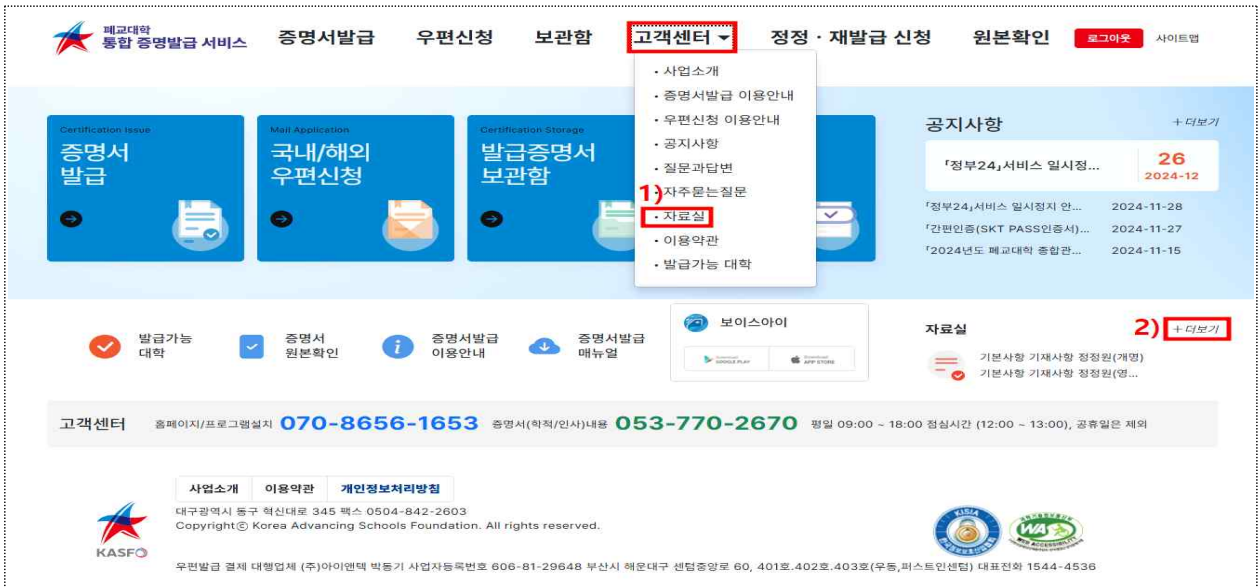 폐교대학
통합 증명발급 서비스
증명서발급 우편신청 보관함 고객센터 정정 · 재발급 신청 원본확인 로그아웃 사이트맵
• 사업소개
• 증명서발급 이용안내
• 우편신청 이용안내
• 공지사항
• 질문과답변
자주묻는질문
1)
• 자료실
• 이용약관
• 발급가능 대학
Certification Issue
증명서
발급
Mail Application
국내/해외
우편신청
Certification Storage
발급증명서
보관함
공지사항 +더보기
「정부24」서비스 일시정... 26
2024-12
「정부24」서비스 일시정지 안... 2024-11-28
「간편인증(SKT PASS인증서)... 2024-11-27
「2024년도 폐교대학 종합관... 2024-11-15
발급가능
대학
증명서
원본확인
증명서발급
이용안내
증명서발급
매뉴얼
보이스아이
GOOGLE PLAY
APP STORE
자료실 2) +더보기
기본사항 기재사항 정정원(개명)
기본사항 기재사항 정정원(영...
고객센터 홈페이지/프로그램설치 070-8656-1653 증명서(학적/인사)내용 053-770-2670 평일 09:00 ~ 18:00 점심시간 (12:00 ~ 13:00), 공휴일은 제외
사업소개 이용약관 개인정보처리방침
대구광역시 동구 혁신대로 345 팩스 0504-842-2603
Copyrightⓒ Korea Advancing Schools Foundation. All rights reserved.
KASFO
우편발급 결제 대행업체 (주)아이앤텍 박동기 사업자등록번호 606-81-29648 부산시 해운대구 센텀중앙로 60, 401호.402호.403호(우동,퍼스트인센텀) 대표전화 1544-4536
KISIA
WA
WEB ACCESSIBILITY